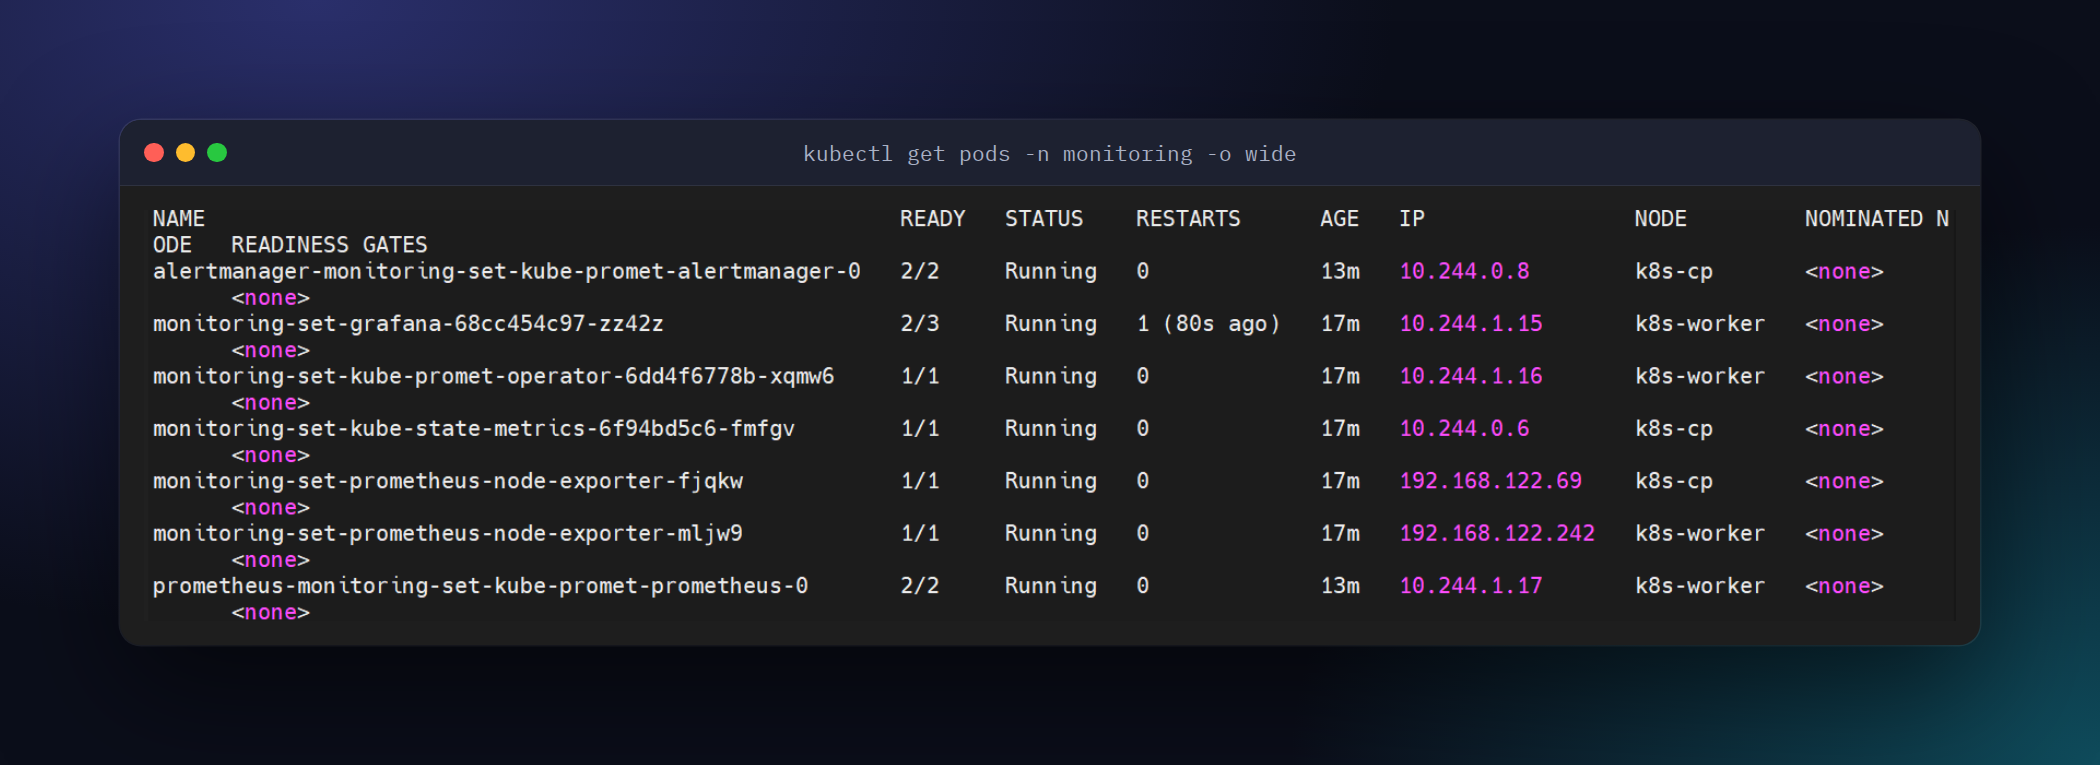 kubectl get pods -n monitoring -o wide
NAME                                                     READY   STATUS    RESTARTS      AGE   IP                NODE         NOMINATED N
ODE   READINESS GATES
alertmanager-monitoring-set-kube-promet-alertmanager-0   2/2     Running   0             13m   10.244.0.8        k8s-cp       <none>
      <none>
monitoring-set-grafana-68cc454c97-zz42z                  2/3     Running   1 (80s ago)   17m   10.244.1.15       k8s-worker   <none>
      <none>
monitoring-set-kube-promet-operator-6dd4f6778b-xqmw6     1/1     Running   0             17m   10.244.1.16       k8s-worker   <none>
      <none>
monitoring-set-kube-state-metrics-6f94bd5c6-fmfgv        1/1     Running   0             17m   10.244.0.6        k8s-cp       <none>
      <none>
monitoring-set-prometheus-node-exporter-fjqkw            1/1     Running   0             17m   192.168.122.69    k8s-cp       <none>
      <none>
monitoring-set-prometheus-node-exporter-mljw9            1/1     Running   0             17m   192.168.122.242   k8s-worker   <none>
      <none>
prometheus-monitoring-set-kube-promet-prometheus-0       2/2     Running   0             13m   10.244.1.17       k8s-worker   <none>
      <none>